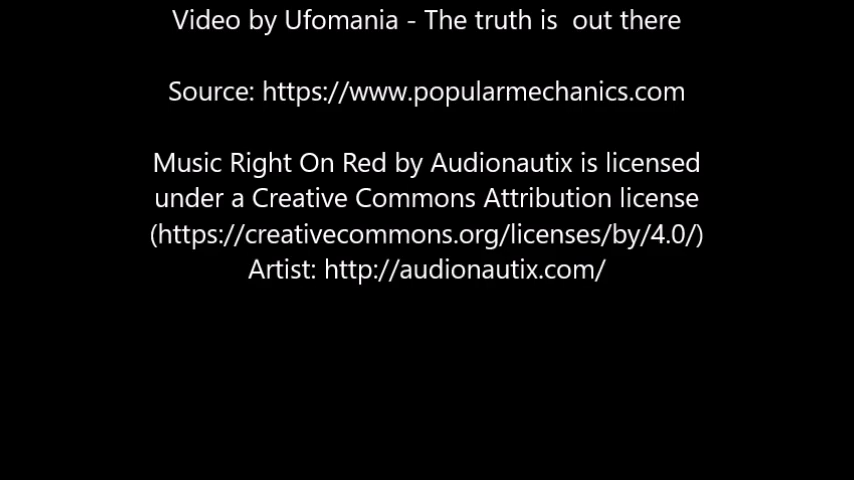 Video by Ufomania - The truth is  out there
Source: https://www.popularmechanics.com
Music Right On Red by Audionautix is licensed
under a Creative Commons Attribution license
(https://creativecommons.org/licenses/by/4.0/)
Artist: http://audionautix.com/